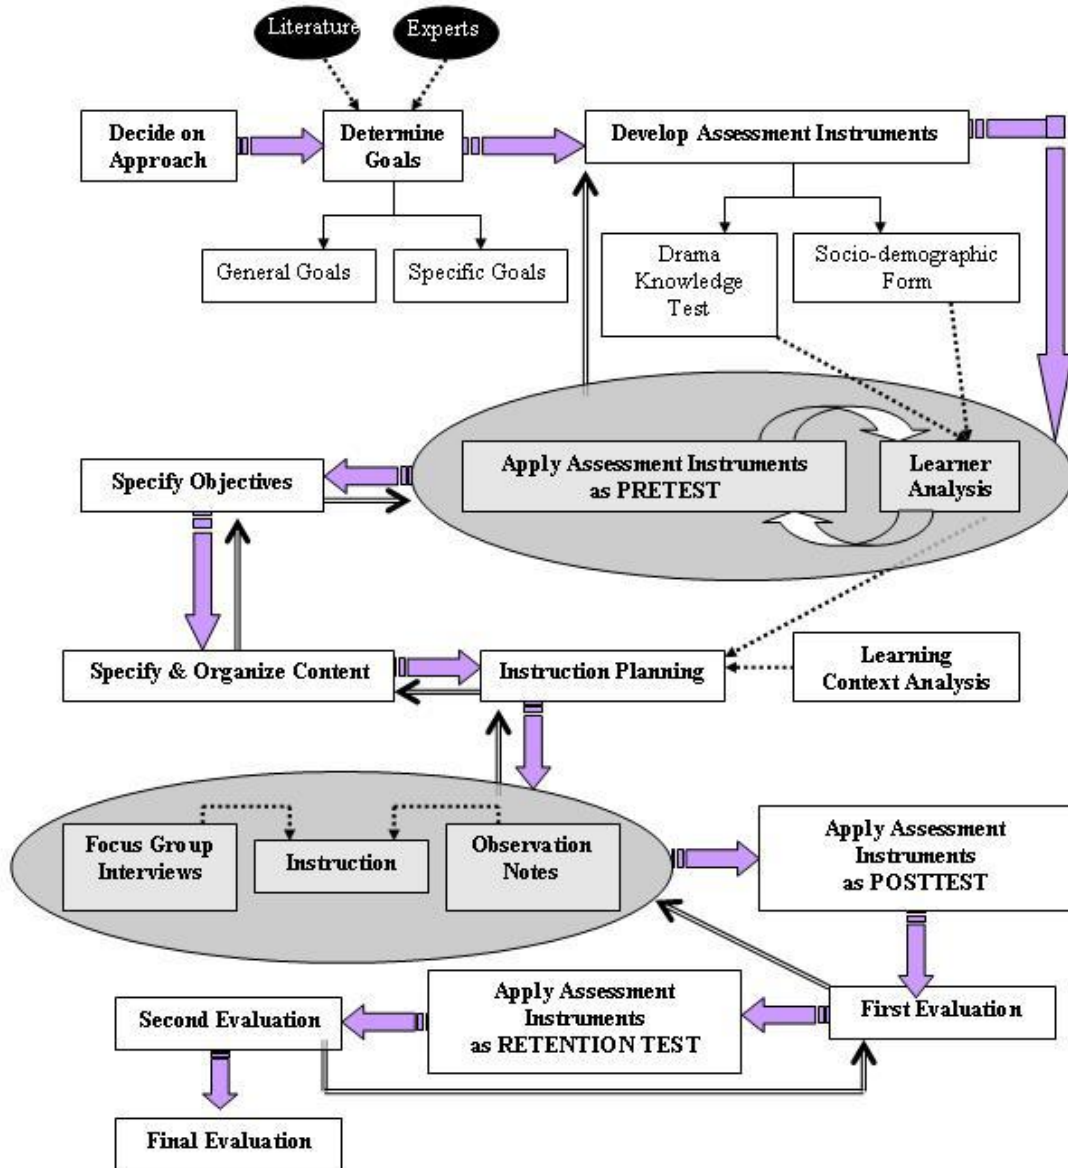 Literature
Experts
Decide on
Approach
Determine
Goals
Develop Assessment Instruments
General Goals
Specific Goals
Drama
Knowledge
Test
Socio-demographic
Form
Apply Assessment Instruments
as PRETEST
Learner
Analysis
Specify Objectives
Specify & Organize Content
Instruction Planning
Learning
Context Analysis
Focus Group
Interviews
Instruction
Observation
Notes
Apply Assessment
Instruments
as POSTTEST
First Evaluation
Apply Assessment
Instruments
as RETENTION TEST
Second Evaluation
Final Evaluation